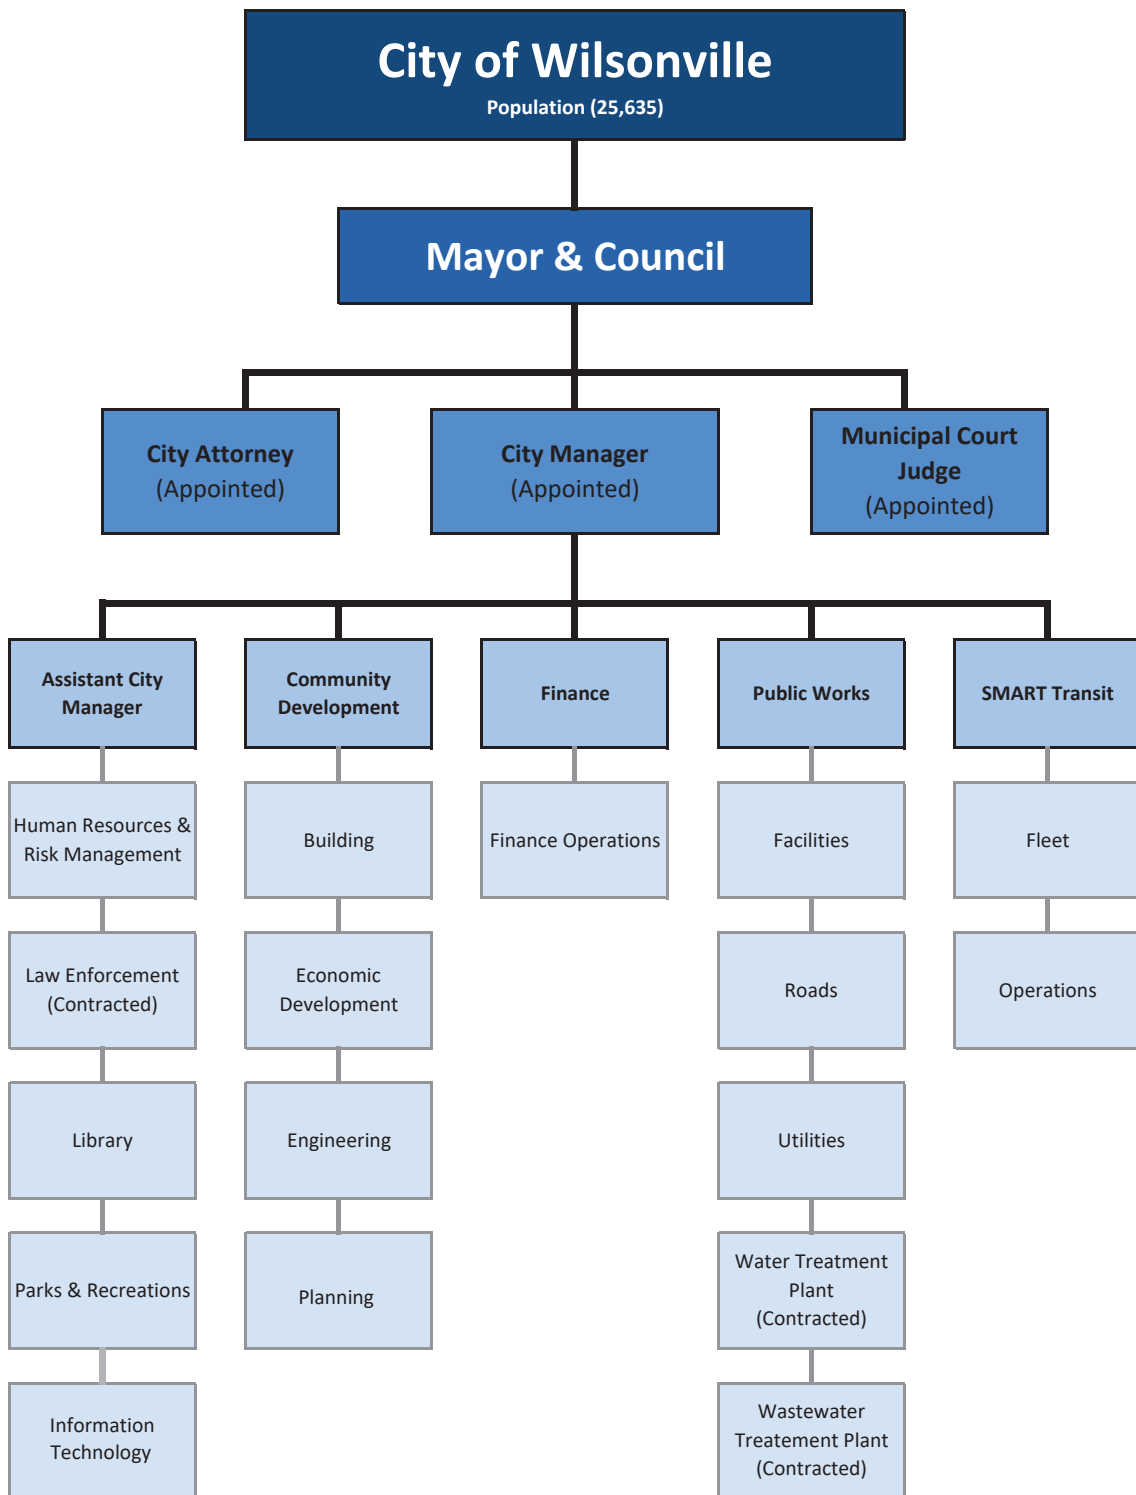 City of Wilsonville
Population (25,635)
Mayor & Council
City Attorney
(Appointed)
City Manager
(Appointed)
Municipal Court
Judge
(Appointed)
Assistant City
Manager
Community
Development
Finance
Public Works
SMART Transit
Human Resources &
Risk Management
Building
Finance Operations
Facilities
Fleet
Law Enforcement
(Contracted)
Economic
Development
Roads
Operations
Library
Engineering
Utilities
Parks & Recreations
Planning
Water Treatment
Plant
(Contracted)
Information
Technology
Wastewater
Treatement Plant
(Contracted)